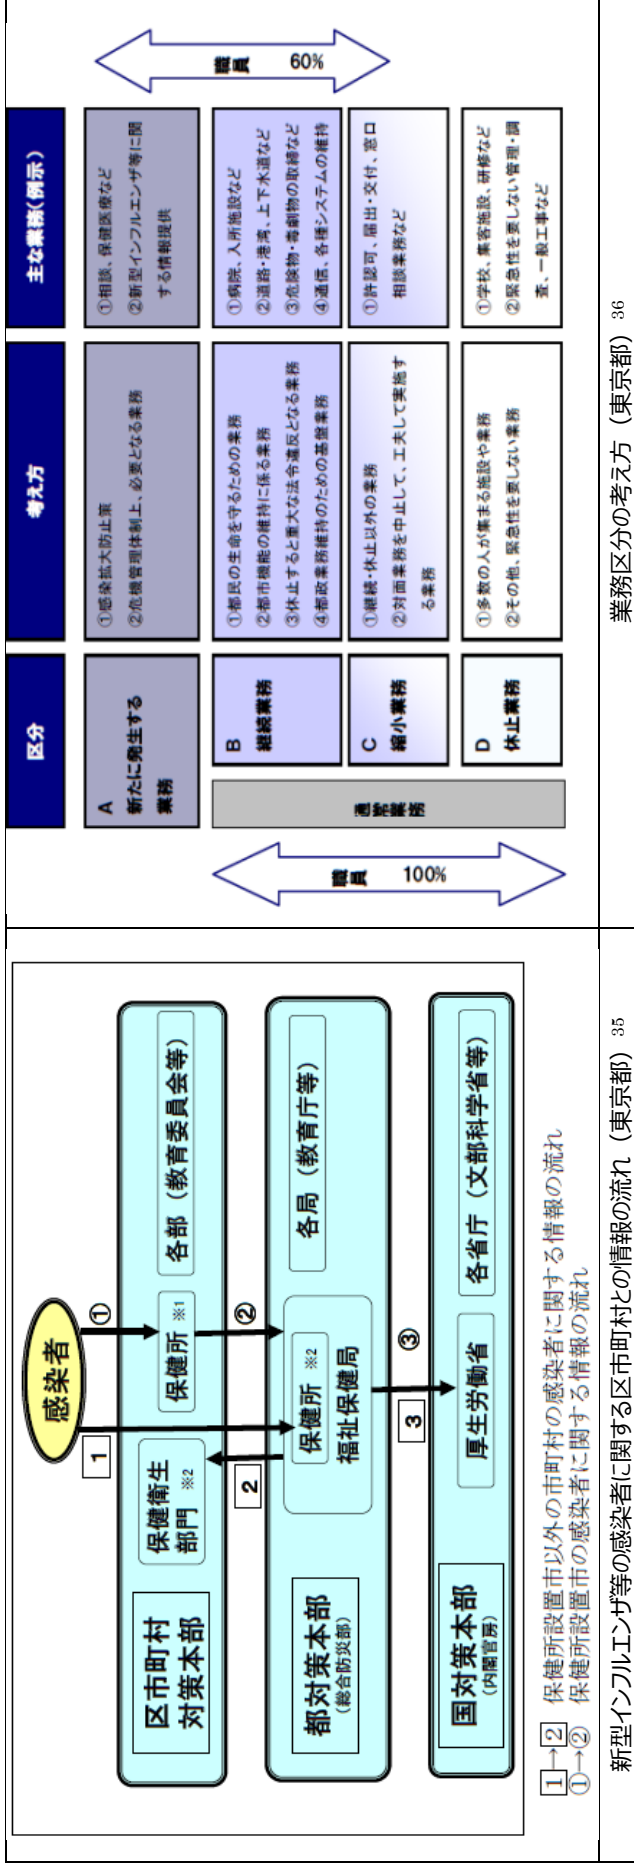 感染者
1
①
区市町村
対策本部
保健衛生
部門 ※2
保健所 ※1
各部（教育委員会等）
2
②
都対策本部
（総合防災部）
保健所 ※2
福祉保健局
各局（教育庁等）
3
③
国対策本部
（内閣官房）
厚生労働省
各省庁（文部科学省等）
1→2 保健所設置市以外の市町村の感染者に関する情報の流れ
①→② 保健所設置市の感染者に関する情報の流れ
新型インフルエンザ等の感染者に関する区市町村との情報の流れ（東京都）35
区分
考え方
主な業務（例示）
A
新たに発生する
業務
①感染拡大防止策
②危機管理体制上、必要となる業務
①相談、保健医療など
②新型インフルエンザ等に関
する情報提供
職員 60%
職員 100%
通常業務
B
継続業務
①都民の生命を守るための業務
②都市機能の維持に係る業務
③休止すると重大な法令違反となる業務
④都政業務維持のための基盤業務
①病院、入所施設など
②道路・港湾、上下水道など
③危険物・毒劇物の取締など
④通信、各種システムの維持
C
縮小業務
①継続・休止以外の業務
②対面業務を中止して、工夫して実施す
る業務
①許認可、届出・交付、窓口
相談業務など
D
休止業務
①多数の人が集まる施設や業務
②その他、緊急性を要しない業務
①学校、集客施設、研修など
②緊急性を要しない管理・調
査、一般工事など
業務区分の考え方（東京都）36